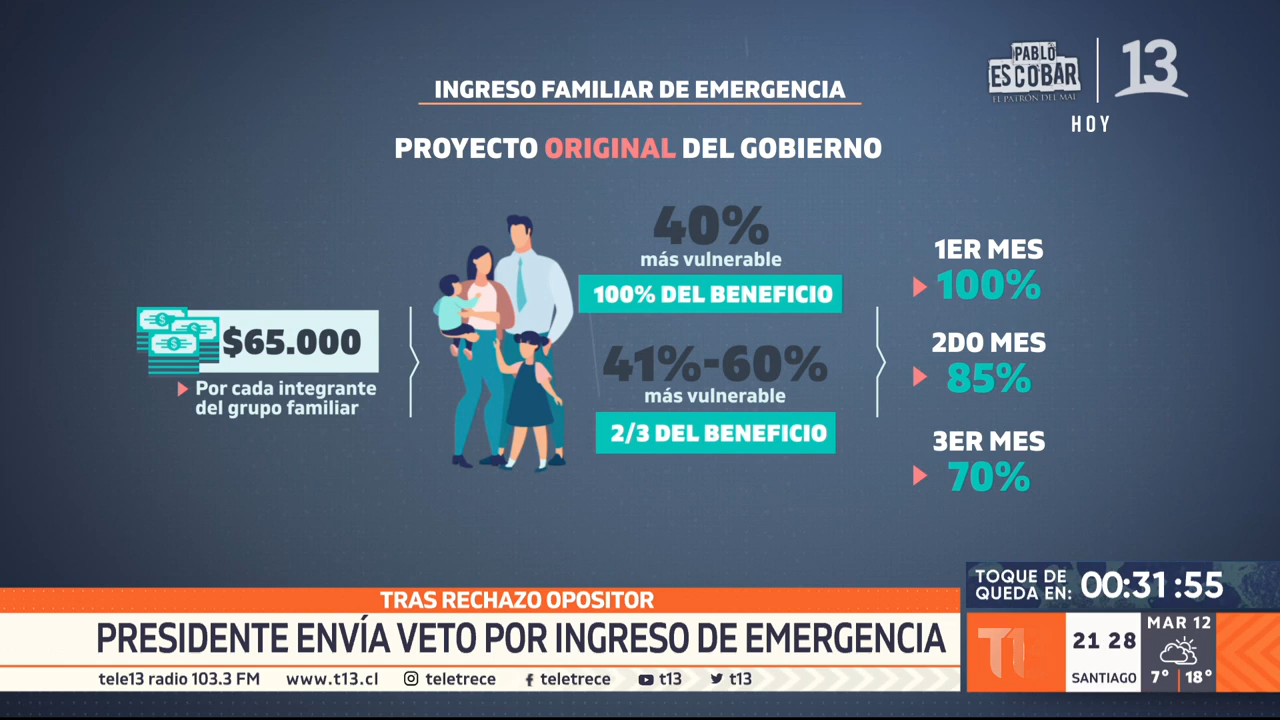 PABLO
ESCOBAR
EL PATRÓN DEL MAL
13
HOY
INGRESO FAMILIAR DE EMERGENCIA
PROYECTO ORIGINAL DEL GOBIERNO
$65.000
Por cada integrante
del grupo familiar
40%
más vulnerable
100% DEL BENEFICIO
41%-60%
más vulnerable
2/3 DEL BENEFICIO
1ER MES
100%
2DO MES
85%
3ER MES
70%
TRAS RECHAZO OPOSITOR
PRESIDENTE ENVÍA VETO POR INGRESO DE EMERGENCIA
tele13 radio 103.3 FM www.t13.cl teletrece teletrece t13 t13
TOQUE DE
QUEDA EN: 00:31:55
T13
21 28
SANTIAGO
MAR 12
7° 18°